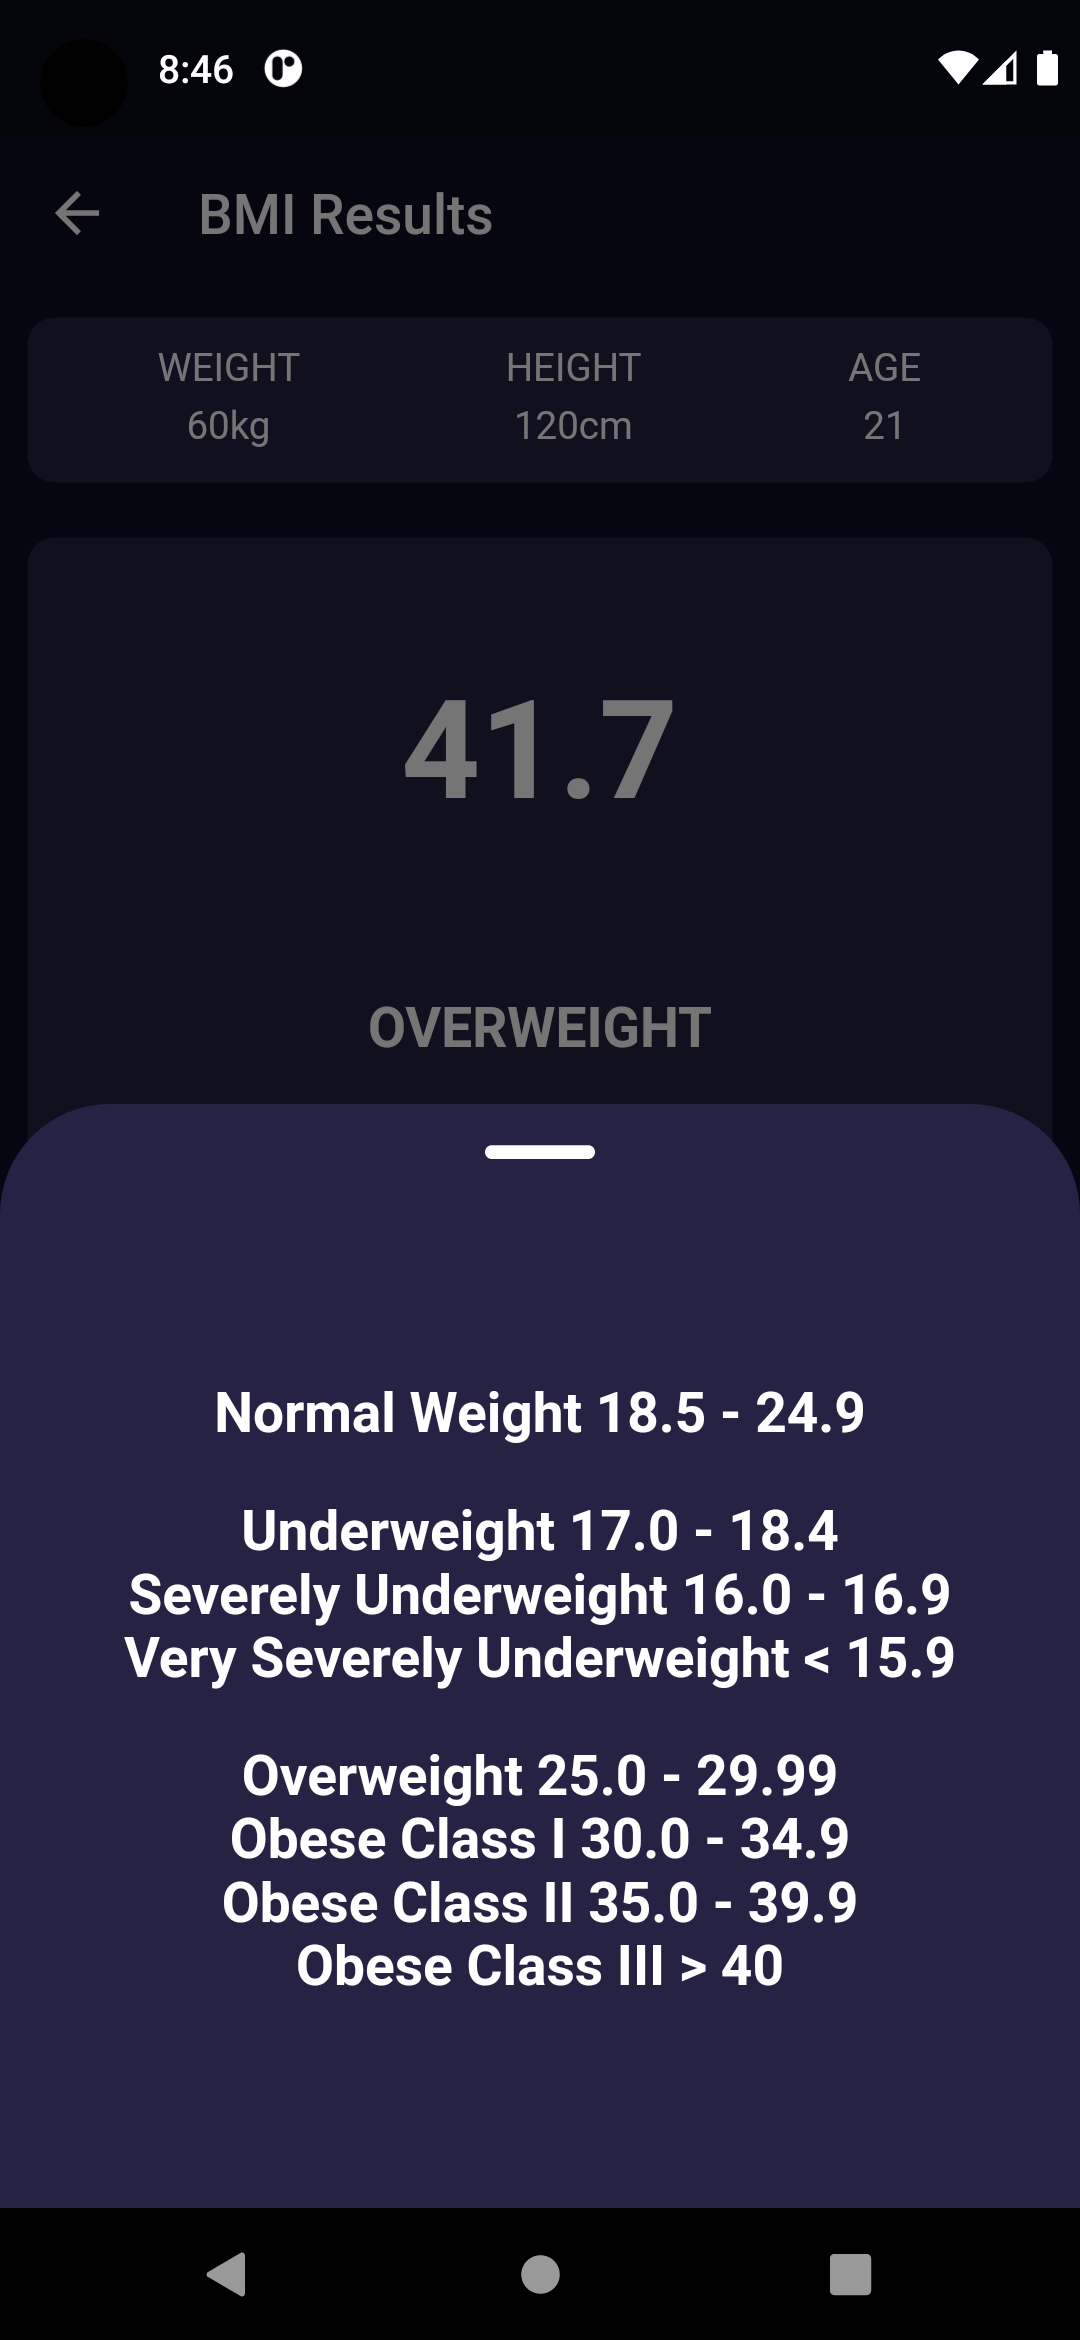 8:46
BMI Results
WEIGHT HEIGHT AGE
60kg 120cm 21
41.7
OVERWEIGHT
Normal Weight 18.5 - 24.9
Underweight 17.0 - 18.4
Severely Underweight 16.0 - 16.9
Very Severely Underweight < 15.9
Overweight 25.0 - 29.99
Obese Class I 30.0 - 34.9
Obese Class II 35.0 - 39.9
Obese Class III > 40